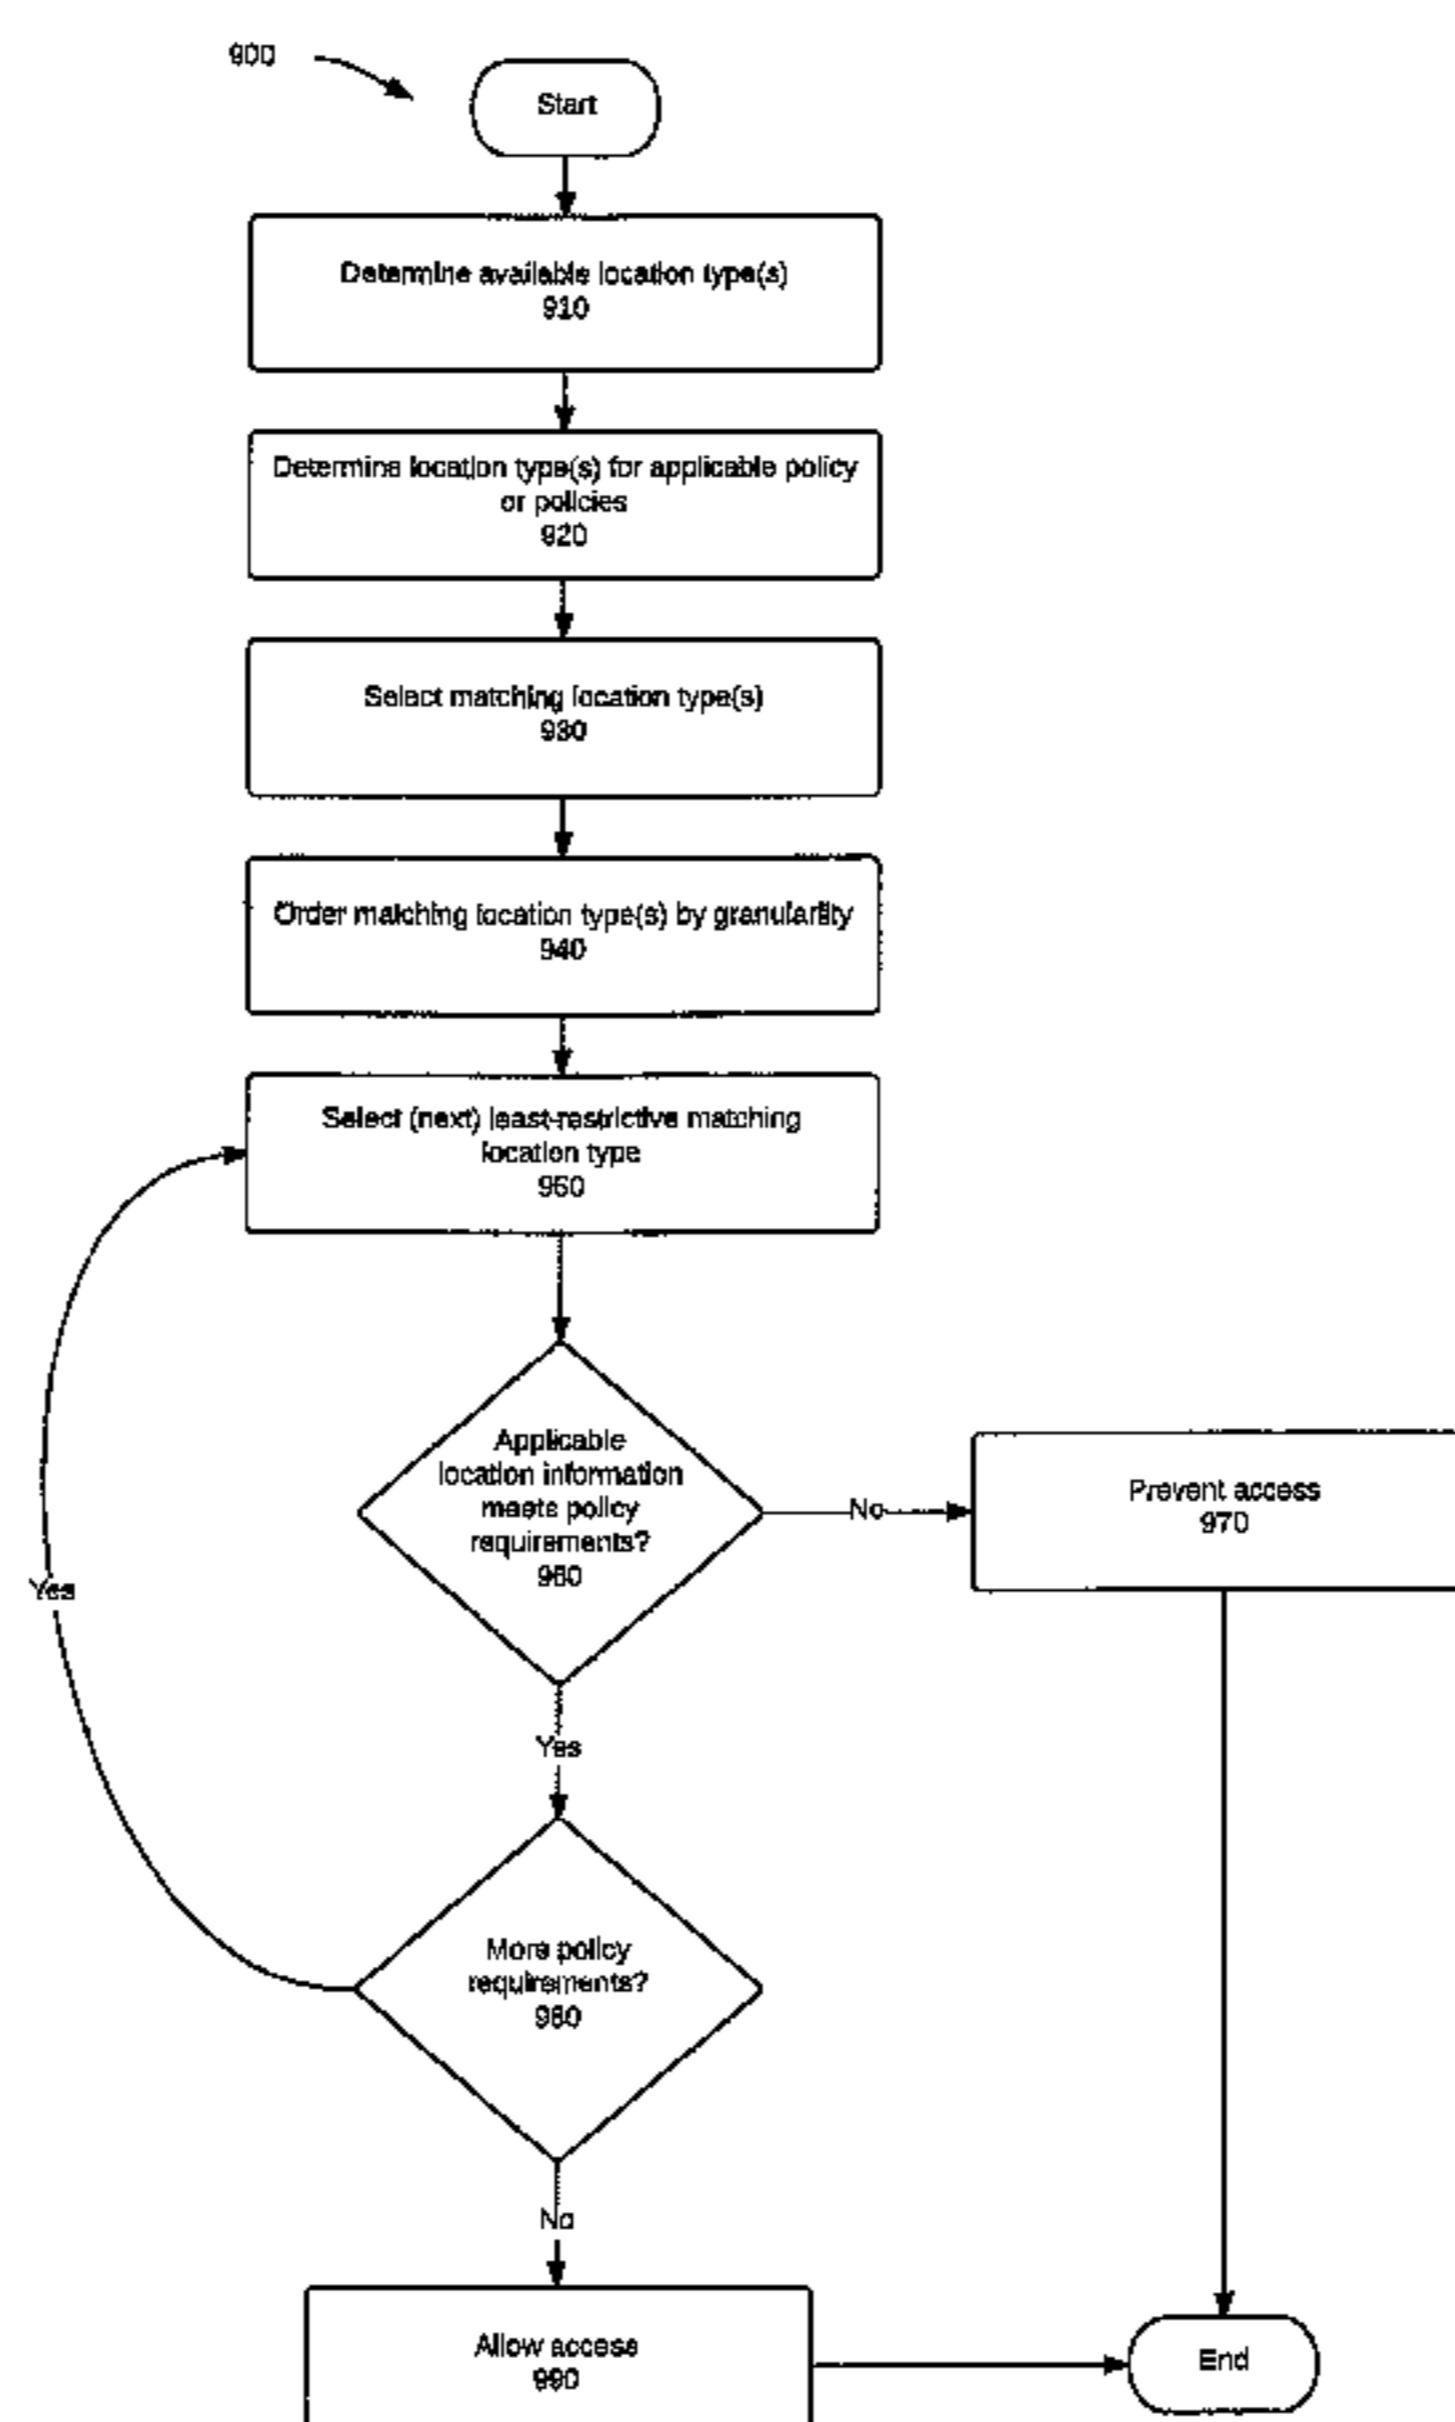 900
Start
Determine available location type(s)
910
Determine location type(s) for applicable policy
or policies
920
Select matching location type(s)
930
Order matching location type(s) by granularity
940
Select (next) least-restrictive matching
location type
950
Applicable
location information
meets policy
requirements?
960
No
Prevent access
970
Yes
Yes
More policy
requirements?
980
No
Allow access
990
End